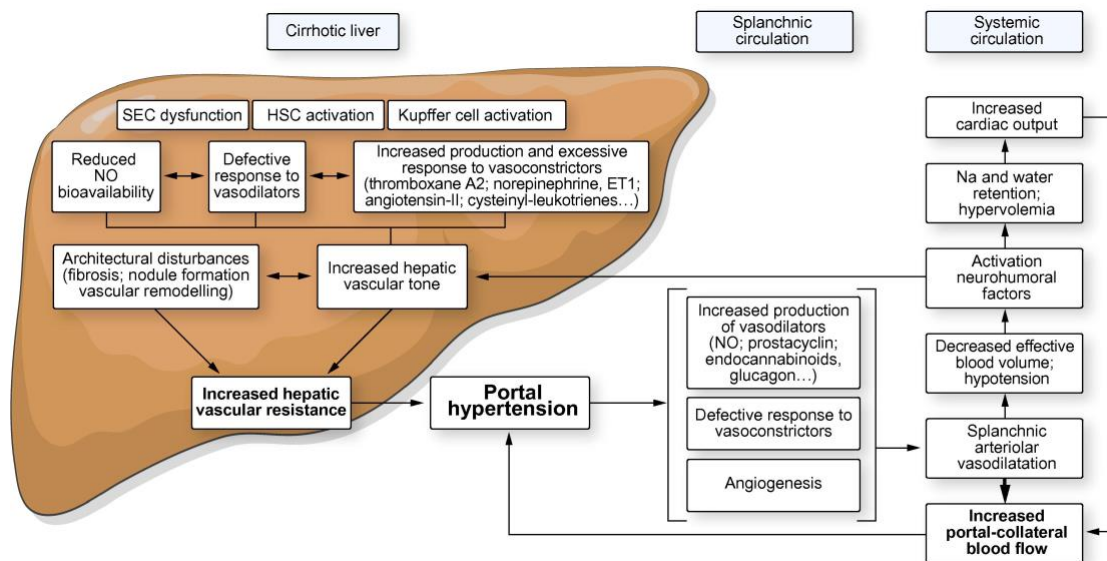 Cirrhotic liver
Splanchnic
circulation
Systemic
circulation
SEC dysfunction
HSC activation
Kupffer cell activation
Reduced
NO
bioavailability
Defective
response to
vasodilators
Increased production and excessive
response to vasoconstrictors
(thromboxane A2; norepinephrine, ET1;
angiotensin-II; cysteinyl-leukotrienes…)
Architectural disturbances
(fibrosis; nodule formation
vascular remodelling)
Increased hepatic
vascular tone
Increased hepatic
vascular resistance
Portal
hypertension
Increased production
of vasodilators
(NO; prostacyclin;
endocannabinoids,
glucagon…)
Defective response to
vasoconstrictors
Angiogenesis
Increased
cardiac output
Na and water
retention;
hypervolemia
Activation
neurohumoral
factors
Decreased effective
blood volume;
hypotension
Splanchnic
arteriolar
vasodilatation
Increased
portal-collateral
blood flow